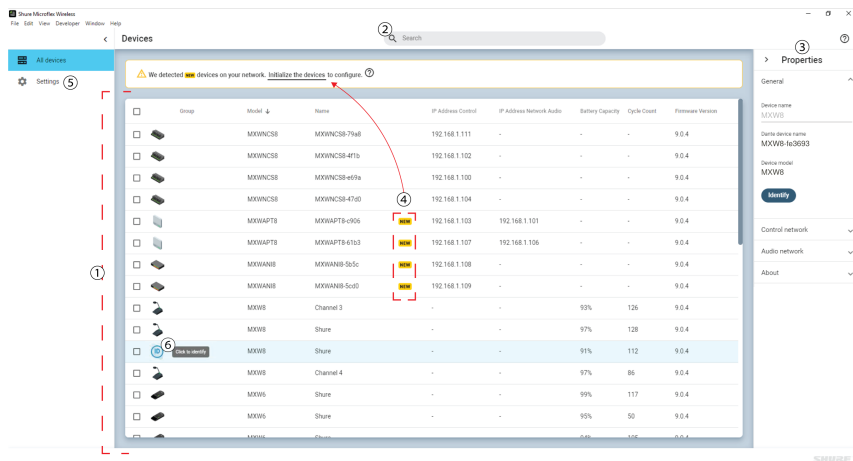 Shure Microflex Wireless
File Edit View Developer Window Help
Devices
② Search
All devices
Settings ⑤
We detected NEW devices on your network. Initialize the devices to configure.
Group Model Name IP Address Control IP Address Network Audio Battery Capacity Cycle Count Firmware Version
MXWNCS8 MXWNCS8-79a8 192.168.1.111 - - - 9.0.4
MXWNCS8 MXWNCS8-4f1b 192.168.1.102 - - - 9.0.4
MXWNCS8 MXWNCS8-e69a 192.168.1.100 - - - 9.0.4
MXWNCS8 MXWNCS8-47d0 192.168.1.104 - - - 9.0.4
④
MXWAPT8 MXWAPT8-c906 NEW 192.168.1.103 192.168.1.101 - - 9.0.4
MXWAPT8 MXWAPT8-61b3 NEW 192.168.1.107 192.168.1.106 - - 9.0.4
①
MXWANI8 MXWANI8-5b5c NEW 192.168.1.108 - - - 9.0.4
MXWANI8 MXWANI8-5cd0 NEW 192.168.1.109 - - - 9.0.4
MXW8 Channel 3 - - 93% 126 9.0.4
MXW8 Shure - - 97% 128 9.0.4
ID ⑥ Click to identify MXW8 Shure - - 91% 112 9.0.4
MXW8 Channel 4 - - 97% 86 9.0.4
MXW6 Shure - - 99% 117 9.0.4
MXW6 Shure - - 95% 50 9.0.4
③
Properties
General
Device name
MXW8
Dante device name
MXW8-fe3693
Device model
MXW8
Identify
Control network
Audio network
About